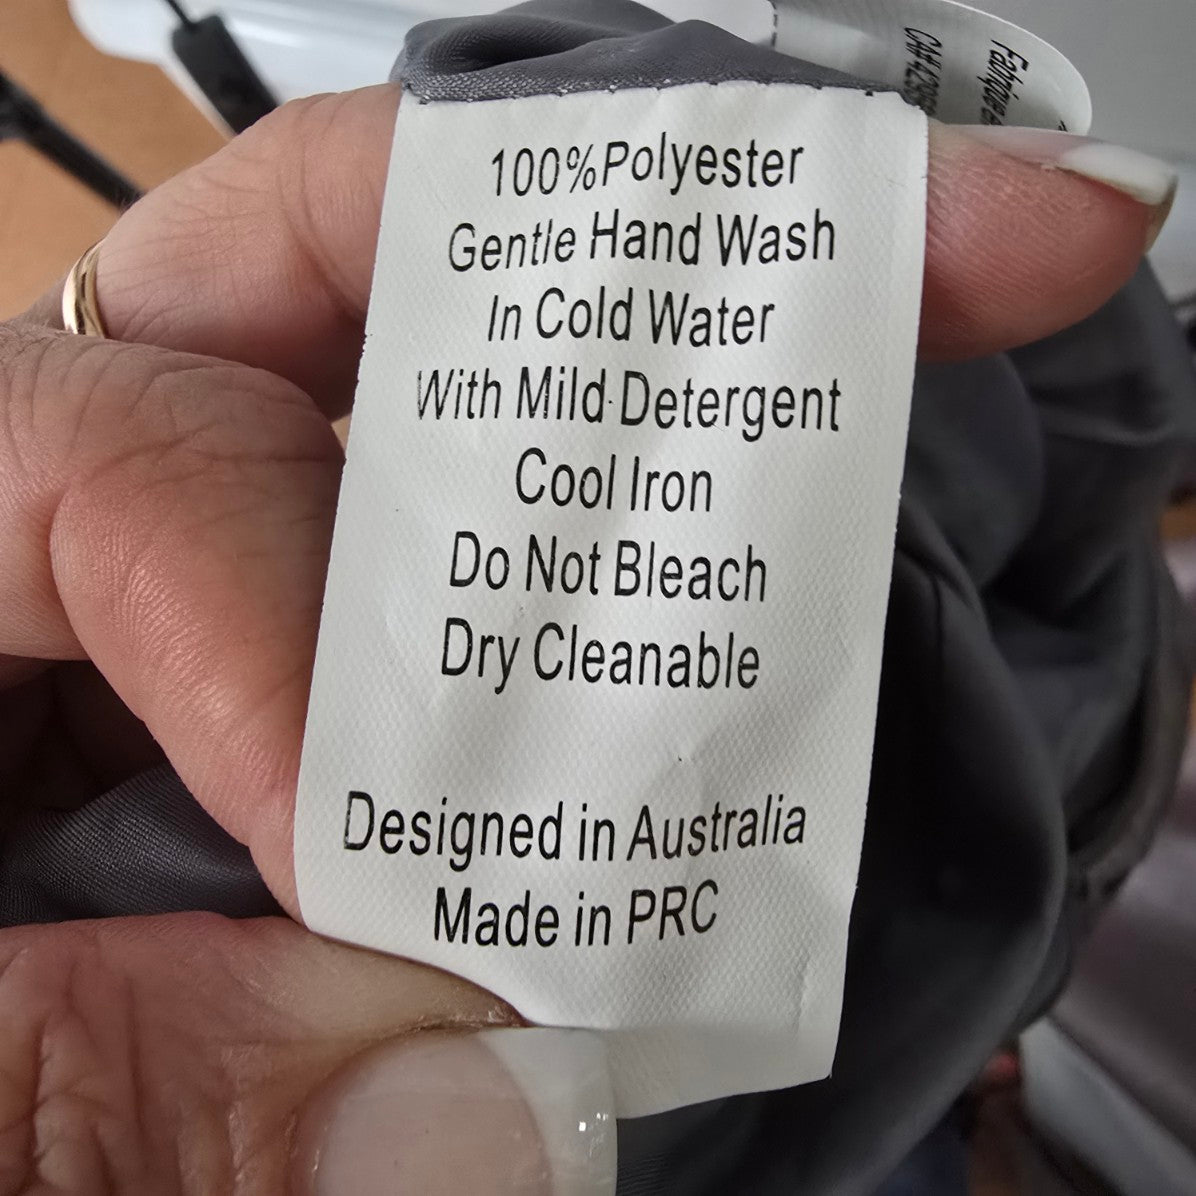 100% Polyester
Gentle Hand Wash
In Cold Water
With Mild Detergent
Cool Iron
Do Not Bleach
Dry Cleanable
Designed in Australia
Made in PRC
Fabrique